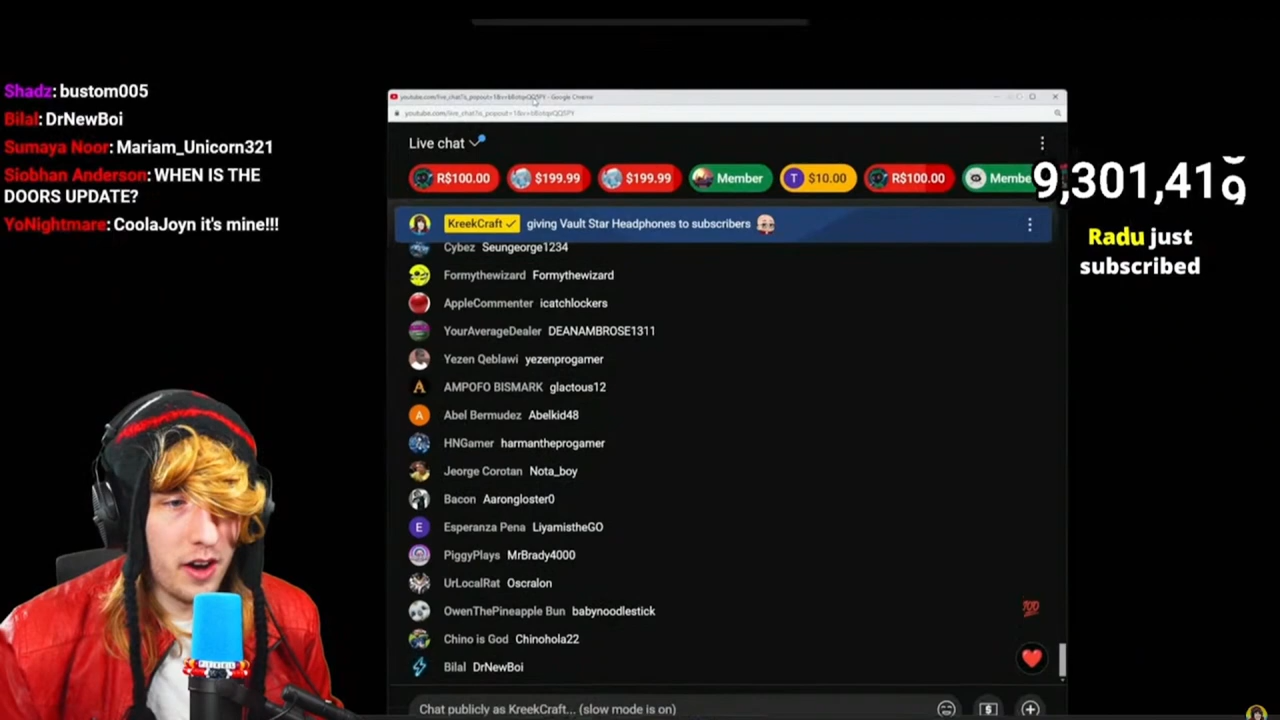 Shadz: bustom005
Bilal: DrNewBoi
Sumaya Noor: Mariam_Unicorn321
Siobhan Anderson: WHEN IS THE
DOORS UPDATE?
YoNightmare: CoolaJoyn it's mine!!!
Live chat
R$100.00 $199.99 $199.99 Member T $10.00 R$100.00 Membe
KreekCraft giving Vault Star Headphones to subscribers
Cybez Seungeorge1234
Formythewizard Formythewizard
AppleCommenter icatchlockers
YourAverageDealer DEANAMBROSE1311
Yezen Qeblawi yezenprogamer
A AMPOFO BISMARK glactous12
A Abel Bermudez Abelkid48
HNGamer harmantheprogamer
Jeorge Corotan Nota_boy
Bacon Aarongloster0
E Esperanza Pena LiyamistheGO
PiggyPlays MrBrady4000
UrLocalRat Oscralon
OwenThePineapple Bun babynoodlestick
Chino is God Chinohola22
Bilal DrNewBoi
100
Chat publicly as KreekCraft... (slow mode is on)
9,301,419
Radu just
subscribed